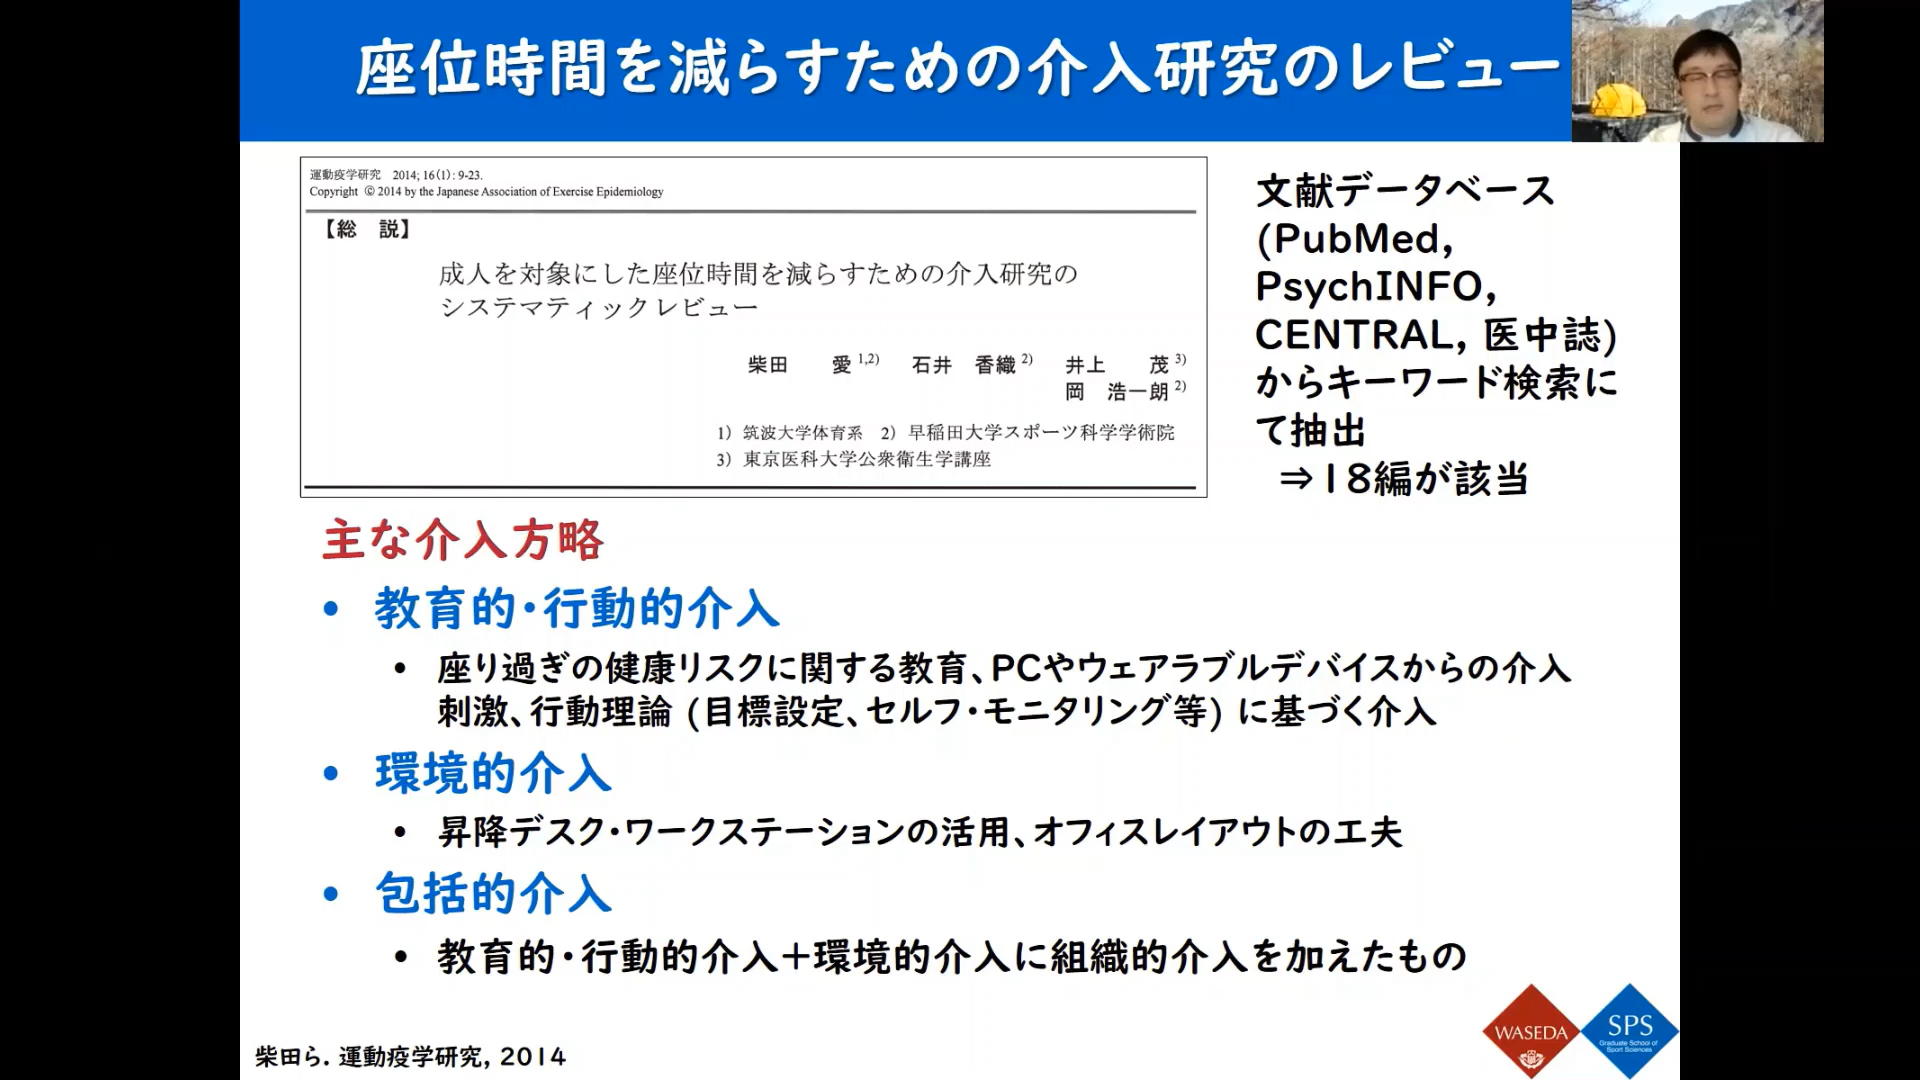 座位時間を減らすための介入研究のレビュー
運動疫学研究 2014; 16(1): 9-23.
Copyright © 2014 by the Japanese Association of Exercise Epidemiology
【総 説】
成人を対象にした座位時間を減らすための介入研究の
システマティックレビュー
柴田 愛 1,2) 石井 香織 2) 井上 茂 3)
岡 浩一朗 2)
1) 筑波大学体育系 2) 早稲田大学スポーツ科学学術院
3) 東京医科大学公衆衛生学講座
文献データベース
(PubMed,
PsychINFO,
CENTRAL, 医中誌)
からキーワード検索に
て抽出
⇒18編が該当
主な介入方略
• 教育的・行動的介入
• 座り過ぎの健康リスクに関する教育、PCやウェアラブルデバイスからの介入
刺激、行動理論 (目標設定、セルフ・モニタリング等) に基づく介入
• 環境的介入
• 昇降デスク・ワークステーションの活用、オフィスレイアウトの工夫
• 包括的介入
• 教育的・行動的介入＋環境的介入に組織的介入を加えたもの
柴田ら. 運動疫学研究, 2014
WASEDA
SPS
Graduate School of
Sport Sciences